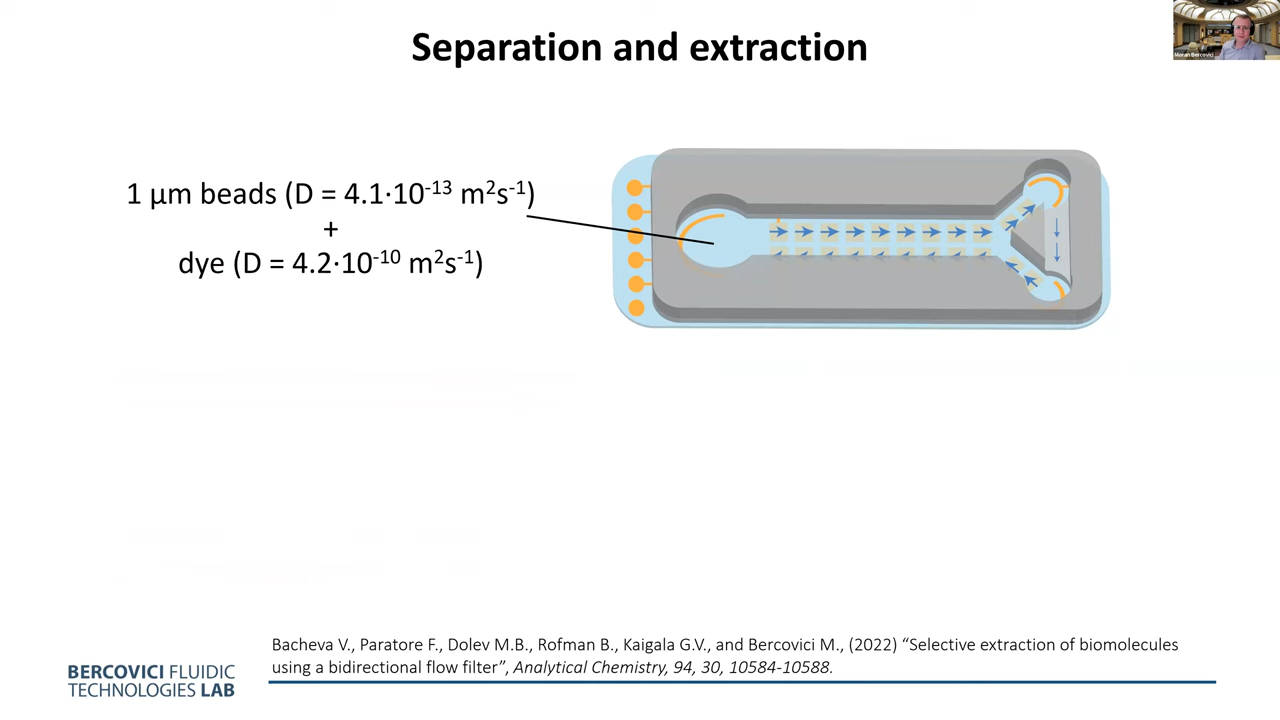 Separation and extraction
Moran Bercovici
1 µm beads (D = 4.1·10⁻¹³ m²s⁻¹)
+
dye (D = 4.2·10⁻¹⁰ m²s⁻¹)
Bacheva V., Paratore F., Dolev M.B., Rofman B., Kaigala G.V., and Bercovici M., (2022) “Selective extraction of biomolecules
using a bidirectional flow filter”, Analytical Chemistry, 94, 30, 10584-10588.
BERCOVICI FLUIDIC
TECHNOLOGIES LAB